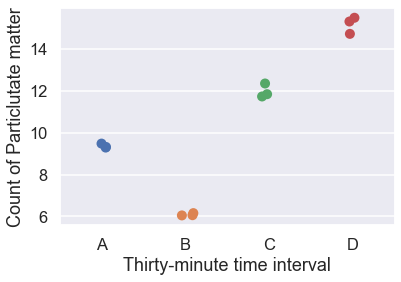 Count of Particlutate matter
14
12
10
8
6
A B C D
Thirty-minute time interval